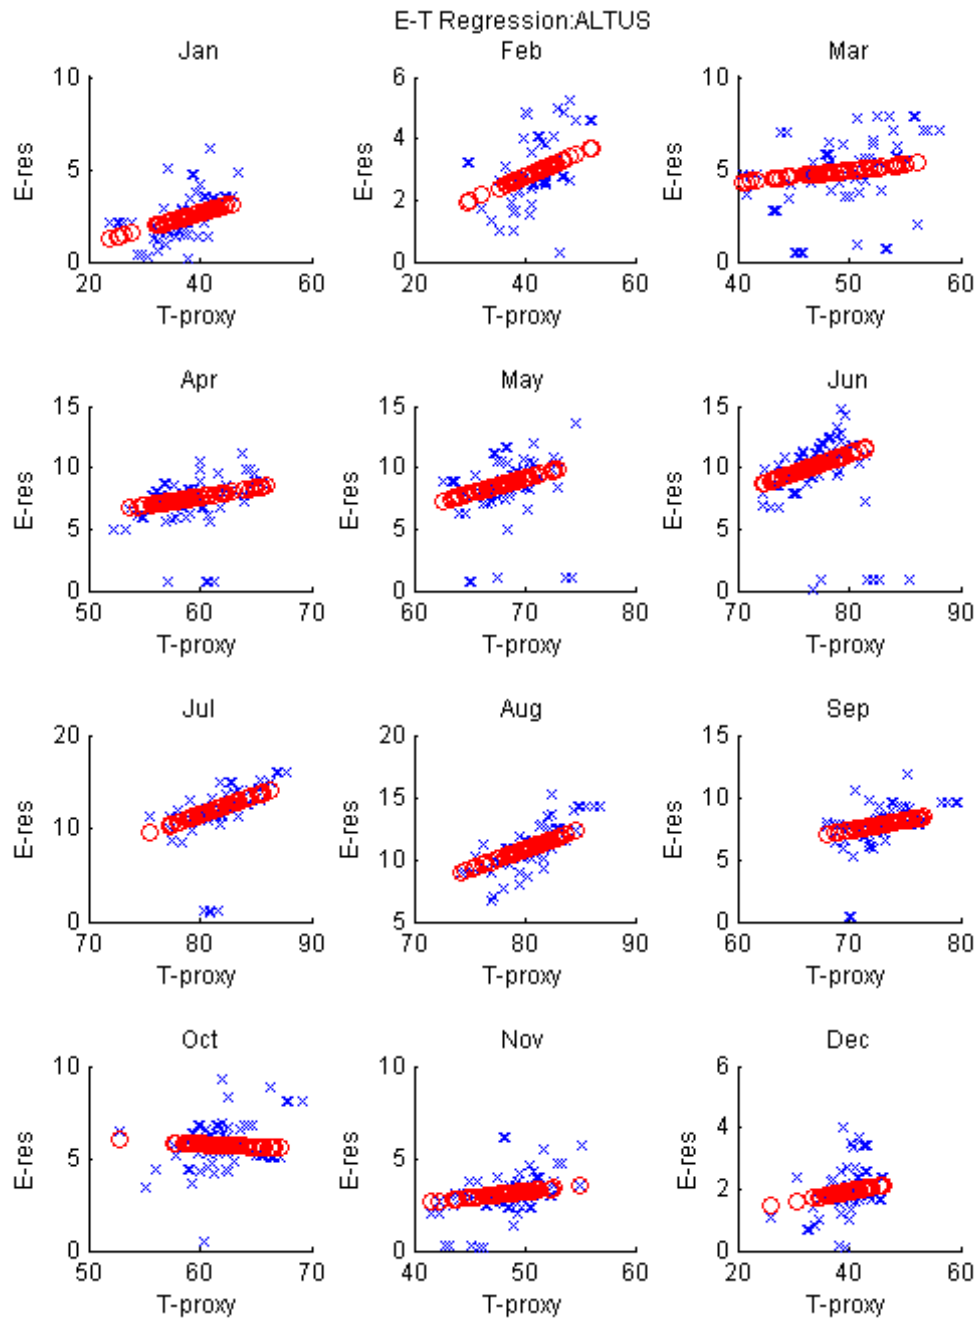 E-T Regression:ALTUS
Jan Feb Mar
10 6 10
E-res 5 E-res 4 E-res 5
2
0 0 0
20 40 60 20 40 60 40 50 60
T-proxy T-proxy T-proxy
Apr May Jun
15 15 15
10 10 10
E-res E-res E-res
5 5 5
0 0 0
50 60 70 60 70 80 70 80 90
T-proxy T-proxy T-proxy
Jul Aug Sep
20 20 15
15 10
E-res 10 E-res E-res
10 5
0 5 0
70 80 90 70 80 90 60 70 80
T-proxy T-proxy T-proxy
Oct Nov Dec
10 10 6
E-res 5 E-res 5 E-res 4
2
0 0 0
50 60 70 40 50 60 20 40 60
T-proxy T-proxy T-proxy